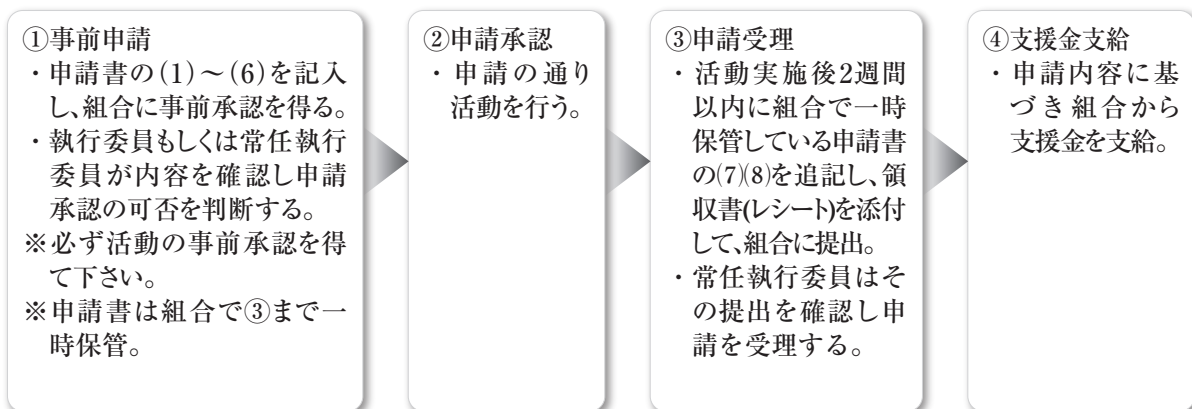 ①事前申請
・申請書の(1)～(6)を記入
し、組合に事前承認を得る。
・執行委員もしくは常任執行
委員が内容を確認し申請
承認の可否を判断する。
※必ず活動の事前承認を得
て下さい。
※申請書は組合で③まで一
時保管。
②申請承認
・申請の通り
活動を行う。
③申請受理
・活動実施後2週間
以内に組合で一時
保管している申請書
の(7)(8)を追記し、領
収書(レシート)を添付
して、組合に提出。
・常任執行委員はそ
の提出を確認し申
請を受理する。
④支援金支給
・申請内容に基
づき組合から
支援金を支給。